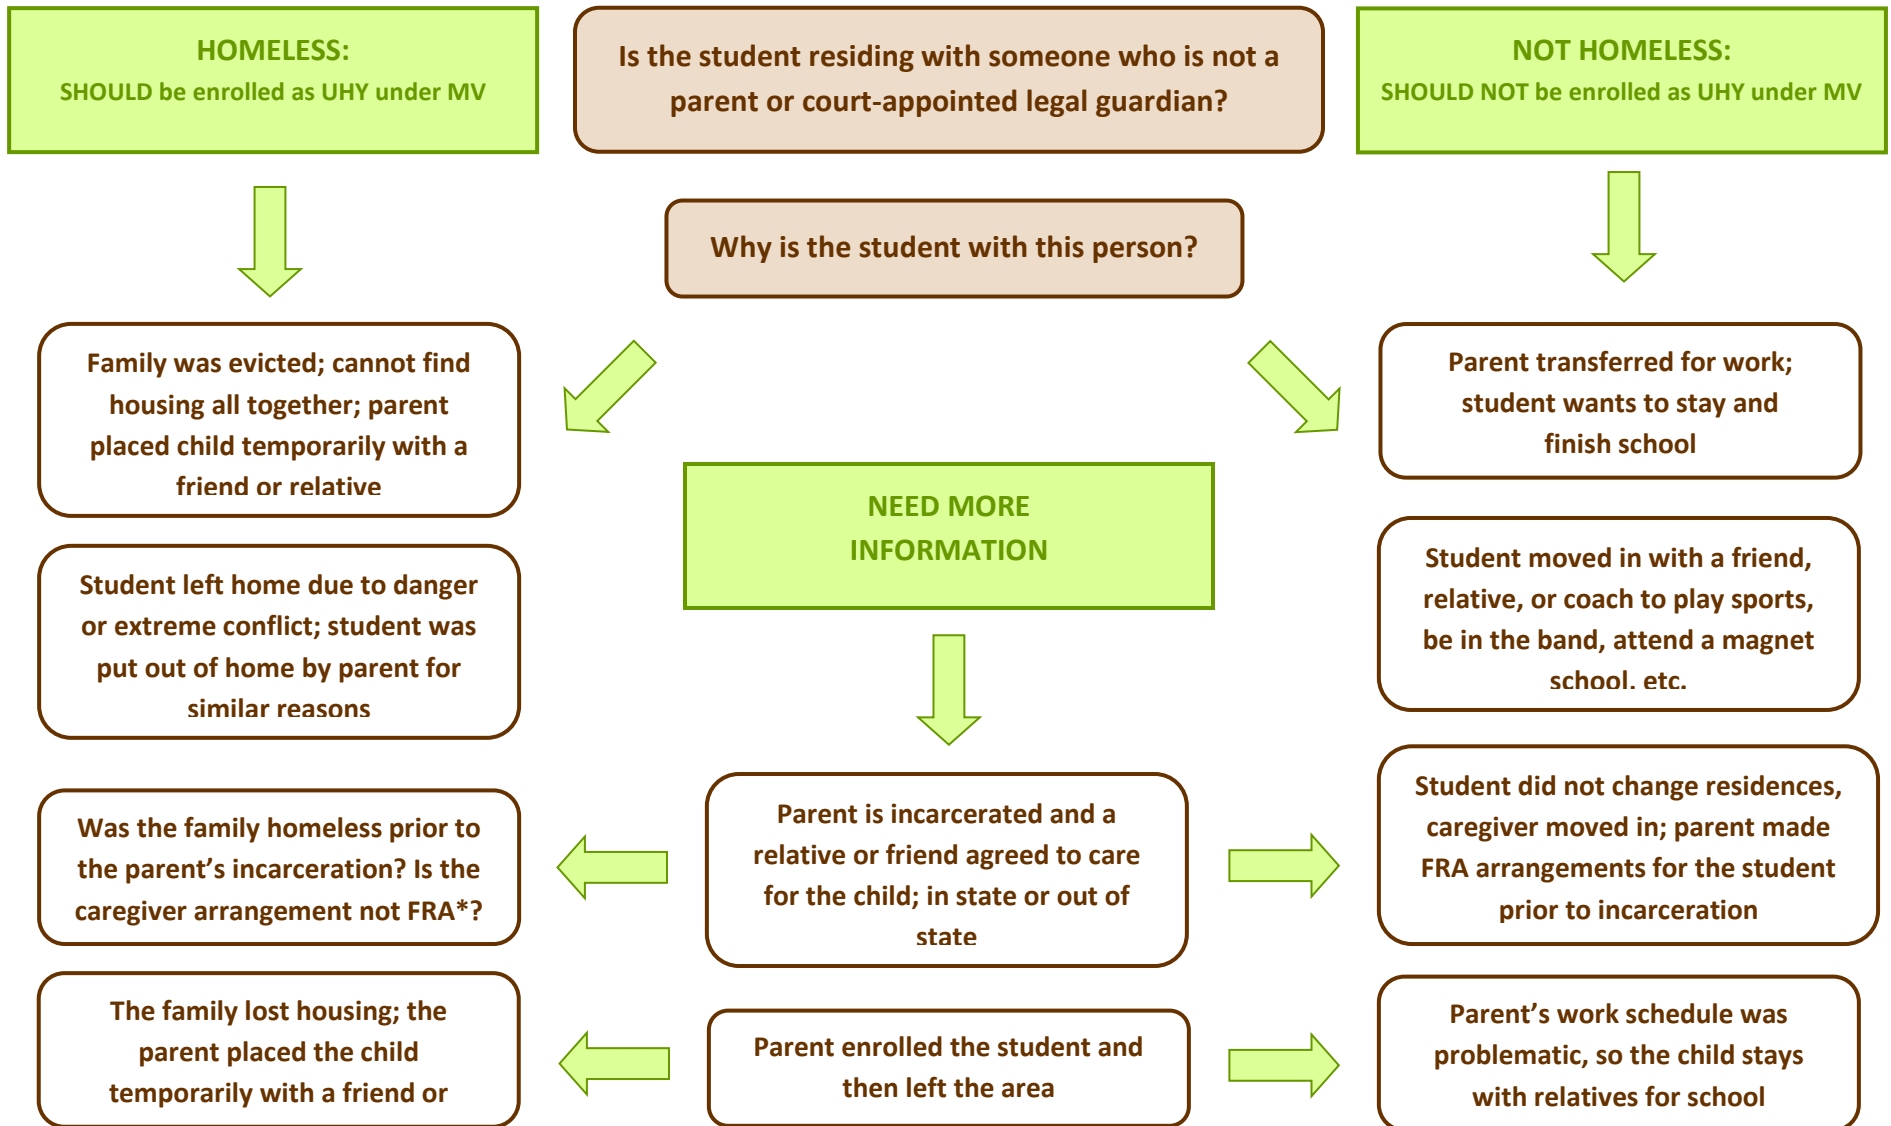 HOMELESS:
SHOULD be enrolled as UHY under MV
Is the student residing with someone who is not a
parent or court-appointed legal guardian?
NOT HOMELESS:
SHOULD NOT be enrolled as UHY under MV
Why is the student with this person?
Family was evicted; cannot find
housing all together; parent
placed child temporarily with a
friend or relative
Parent transferred for work;
student wants to stay and
finish school
NEED MORE
INFORMATION
Student left home due to danger
or extreme conflict; student was
put out of home by parent for
similar reasons
Student moved in with a friend,
relative, or coach to play sports,
be in the band, attend a magnet
school, etc.
Was the family homeless prior to
the parent’s incarceration? Is the
caregiver arrangement not FRA*?
Parent is incarcerated and a
relative or friend agreed to care
for the child; in state or out of
state
Student did not change residences,
caregiver moved in; parent made
FRA arrangements for the student
prior to incarceration
The family lost housing; the
parent placed the child
temporarily with a friend or
Parent enrolled the student and
then left the area
Parent’s work schedule was
problematic, so the child stays
with relatives for school